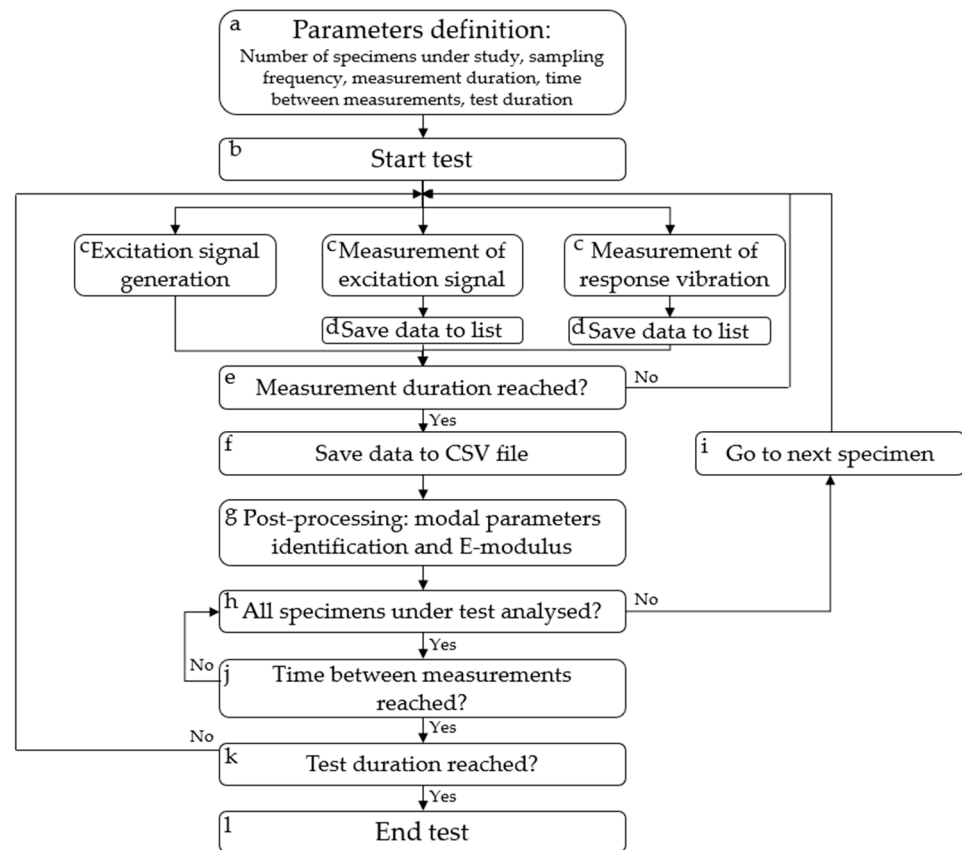 a
Parameters definition:
Number of specimens under study, sampling
frequency, measurement duration, time
between measurements, test duration
b
Start test
c
Excitation signal
generation
c
Measurement of
excitation signal
c
Measurement of
response vibration
d
Save data to list
d
Save data to list
e
Measurement duration reached?
No
Yes
f
Save data to CSV file
i
Go to next specimen
g
Post-processing: modal parameters
identification and E-modulus
h
All specimens under test analysed?
No
Yes
No
j
Time between measurements
reached?
Yes
No
k
Test duration reached?
Yes
l
End test